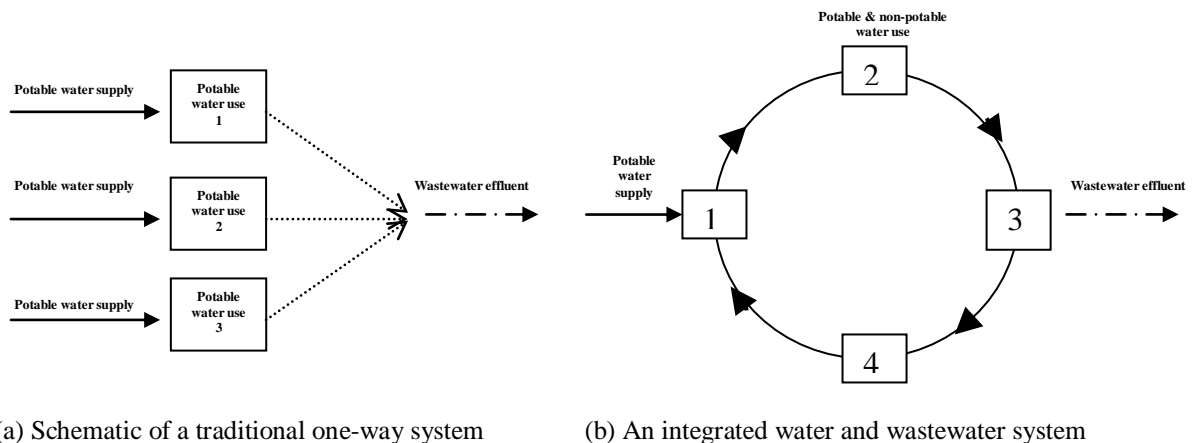 Potable water supply
Potable
water use
1
Potable water supply
Potable
water use
2
Potable water supply
Potable
water use
3
Wastewater effluent
Potable & non-potable
water use
2
Potable
water
supply
1
3
Wastewater effluent
4
(a) Schematic of a traditional one-way system
(b) An integrated water and wastewater system